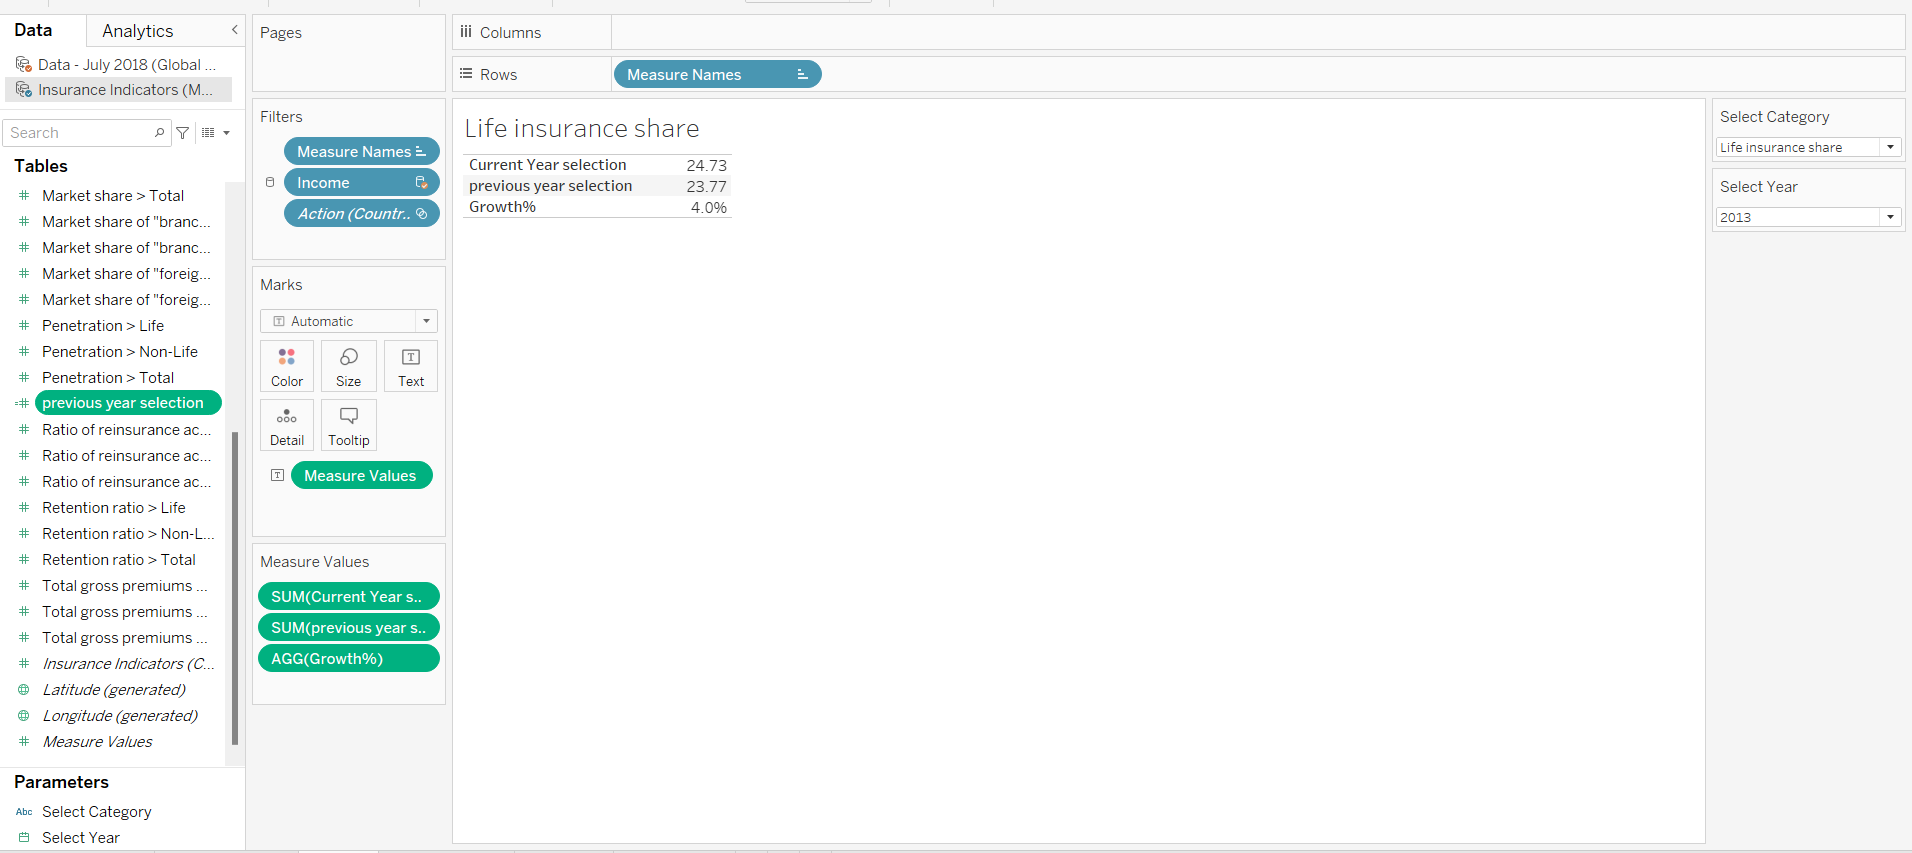 Data
Analytics
Data - July 2018 (Global ...
Insurance Indicators (M...
Search
Tables
Market share > Total
Market share of "branc...
Market share of "branc...
Market share of "foreig...
Market share of "foreig...
Penetration > Life
Penetration > Non-Life
Penetration > Total
previous year selection
Ratio of reinsurance ac...
Ratio of reinsurance ac...
Ratio of reinsurance ac...
Retention ratio > Life
Retention ratio > Non-L...
Retention ratio > Total
Total gross premiums ...
Total gross premiums ...
Total gross premiums ...
Insurance Indicators (C...
Latitude (generated)
Longitude (generated)
Measure Values
Parameters
Abc Select Category
Select Year
Pages
Filters
Measure Names
Income
Action (Countr..
Marks
T Automatic
Color Size T Text
Detail Tooltip
T Measure Values
Measure Values
SUM(Current Year s..
SUM(previous year s..
AGG(Growth%)
Columns
Rows Measure Names
Life insurance share
Current Year selection 24.73
previous year selection 23.77
Growth% 4.0%
Select Category
Life insurance share
Select Year
2013